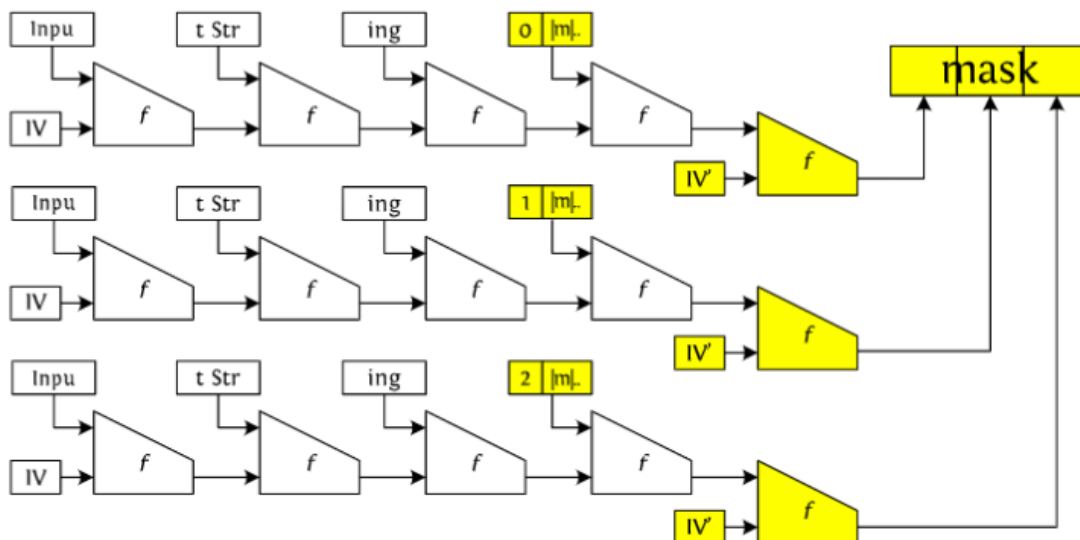 Inpu t Str ing 0 |m|..
mask
IV f f f f
IV' f
Inpu t Str ing 1 |m|..
IV f f f f
IV' f
Inpu t Str ing 2 |m|..
IV f f f f
IV' f